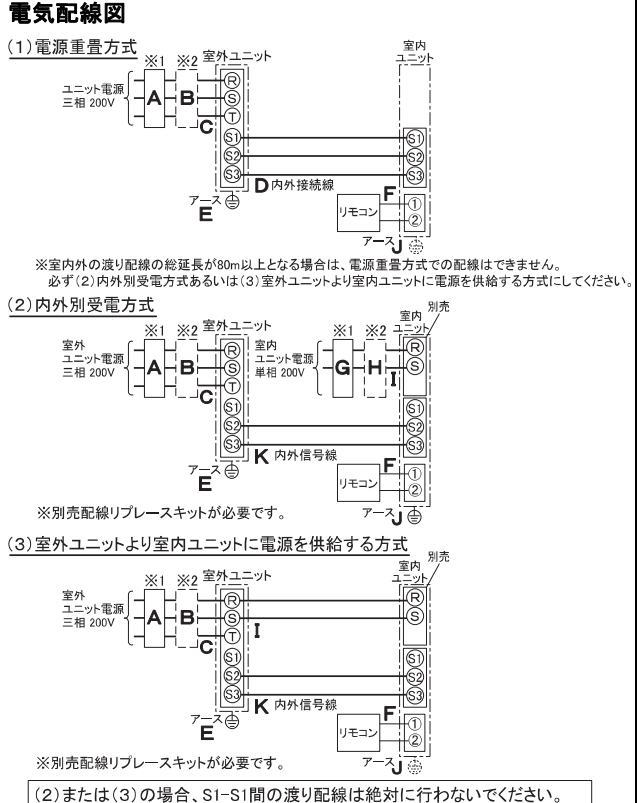 電気配線図
(1)電源重畳方式
※1 ※2 室外ユニット
室内
ユニット
ユニット電源
三相 200V
A
B
C
R
S
T
S1
S2
S3
S1
S2
S3
D 内外接続線
F
リモコン
①
②
アース
E
アース J
※室内外の渡り配線の総延長が80m以上となる場合は、電源重畳方式での配線はできません。
必ず(2)内外別受電方式あるいは(3)室外ユニットより室内ユニットに電源を供給する方式にしてください。
(2)内外別受電方式
※1 ※2 室外ユニット
※1 ※2
室内
ユニット
別売
室外
ユニット電源
三相 200V
A
B
C
R
S
T
S1
S2
S3
室内
ユニット電源
単相 200V
G
H
I
R
S
S1
S2
S3
K 内外信号線
F
リモコン
①
②
アース
E
アース J
※別売配線リプレースキットが必要です。
(3)室外ユニットより室内ユニットに電源を供給する方式
※1 ※2 室外ユニット
室内
ユニット
別売
室外
ユニット電源
三相 200V
A
B
C
R
S
T
S1
S2
S3
I
R
S
S1
S2
S3
K 内外信号線
F
リモコン
①
②
アース
E
アース J
※別売配線リプレースキットが必要です。
(2)または(3)の場合、S1-S1間の渡り配線は絶対に行わないでください。